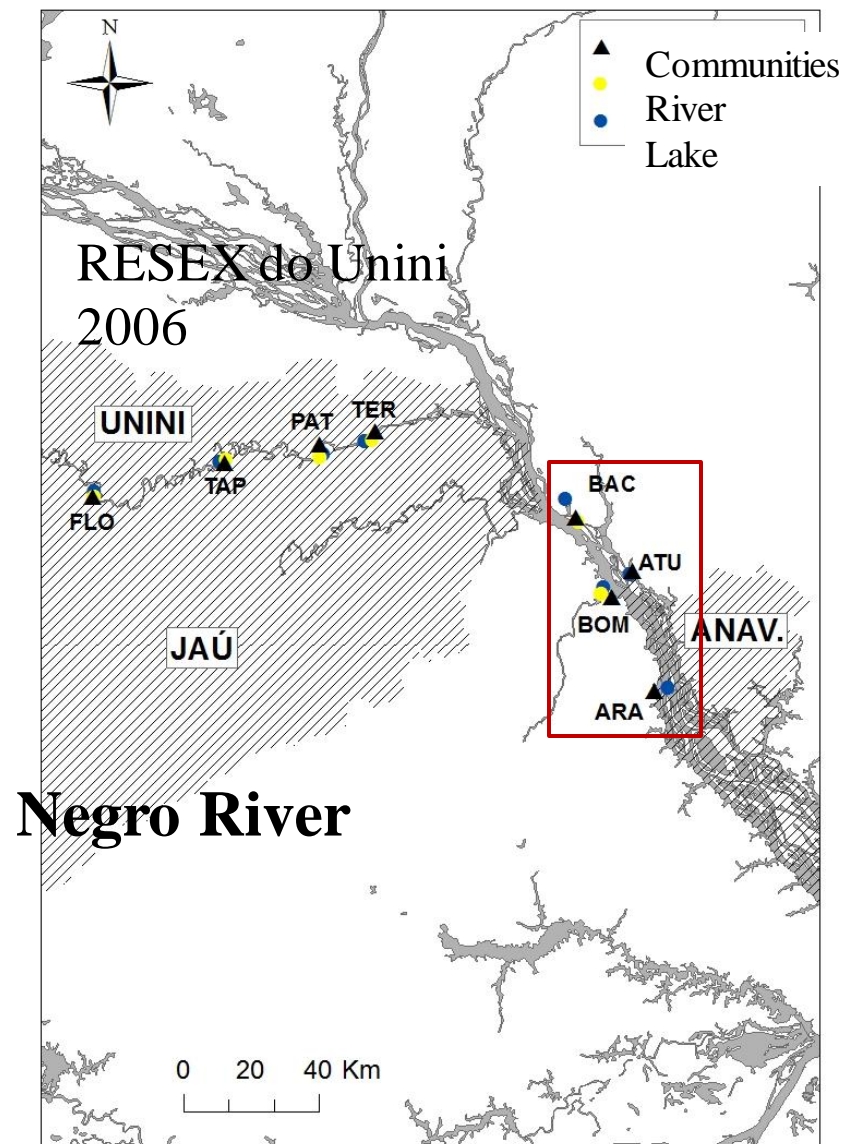 N
Communities
River
Lake
RESEX do Unini
2006
UNINI
PAT
TER
TAP
FLO
BAC
ATU
BOM
ANAV.
JAÚ
ARA
Negro River
0 20 40 Km